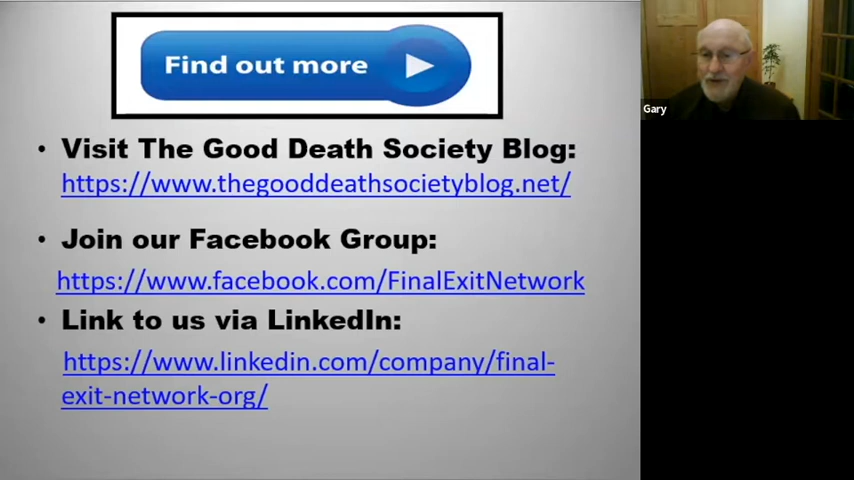 Find out more
• Visit The Good Death Society Blog:
https://www.thegooddeathsocietyblog.net/
• Join our Facebook Group:
https://www.facebook.com/FinalExitNetwork
• Link to us via LinkedIn:
https://www.linkedin.com/company/final-
exit-network-org/
Gary